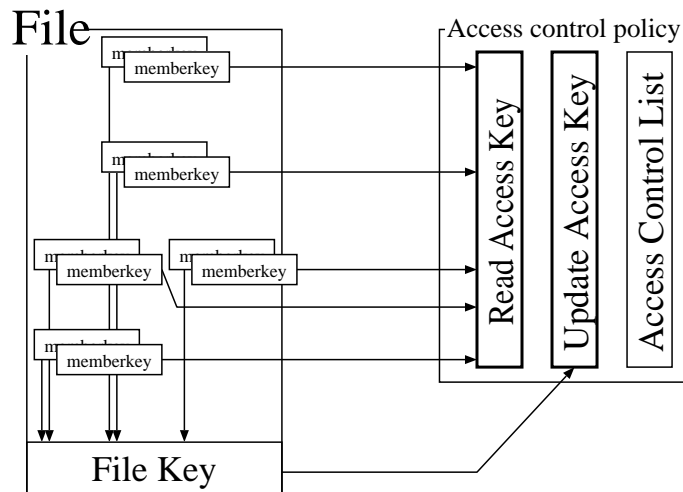 File
Access control policy
memberkey
memberkey
memberkey
memberkey
memberkey
Read Access Key
Update Access Key
Access Control List
File Key